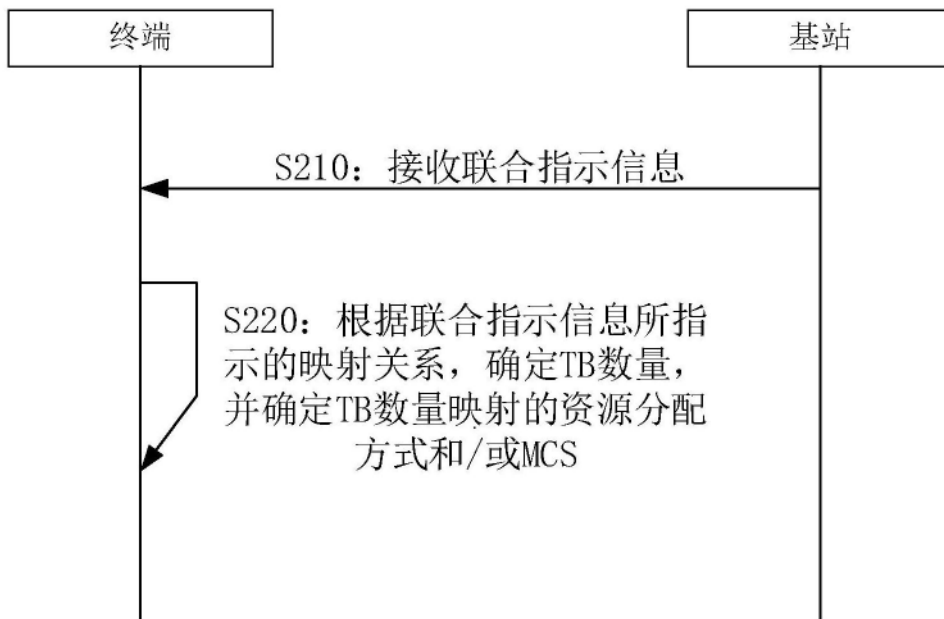 终端
基站
S210：接收联合指示信息
S220：根据联合指示信息所指
示的映射关系，确定TB数量，
并确定TB数量映射的资源分配
方式和/或MCS